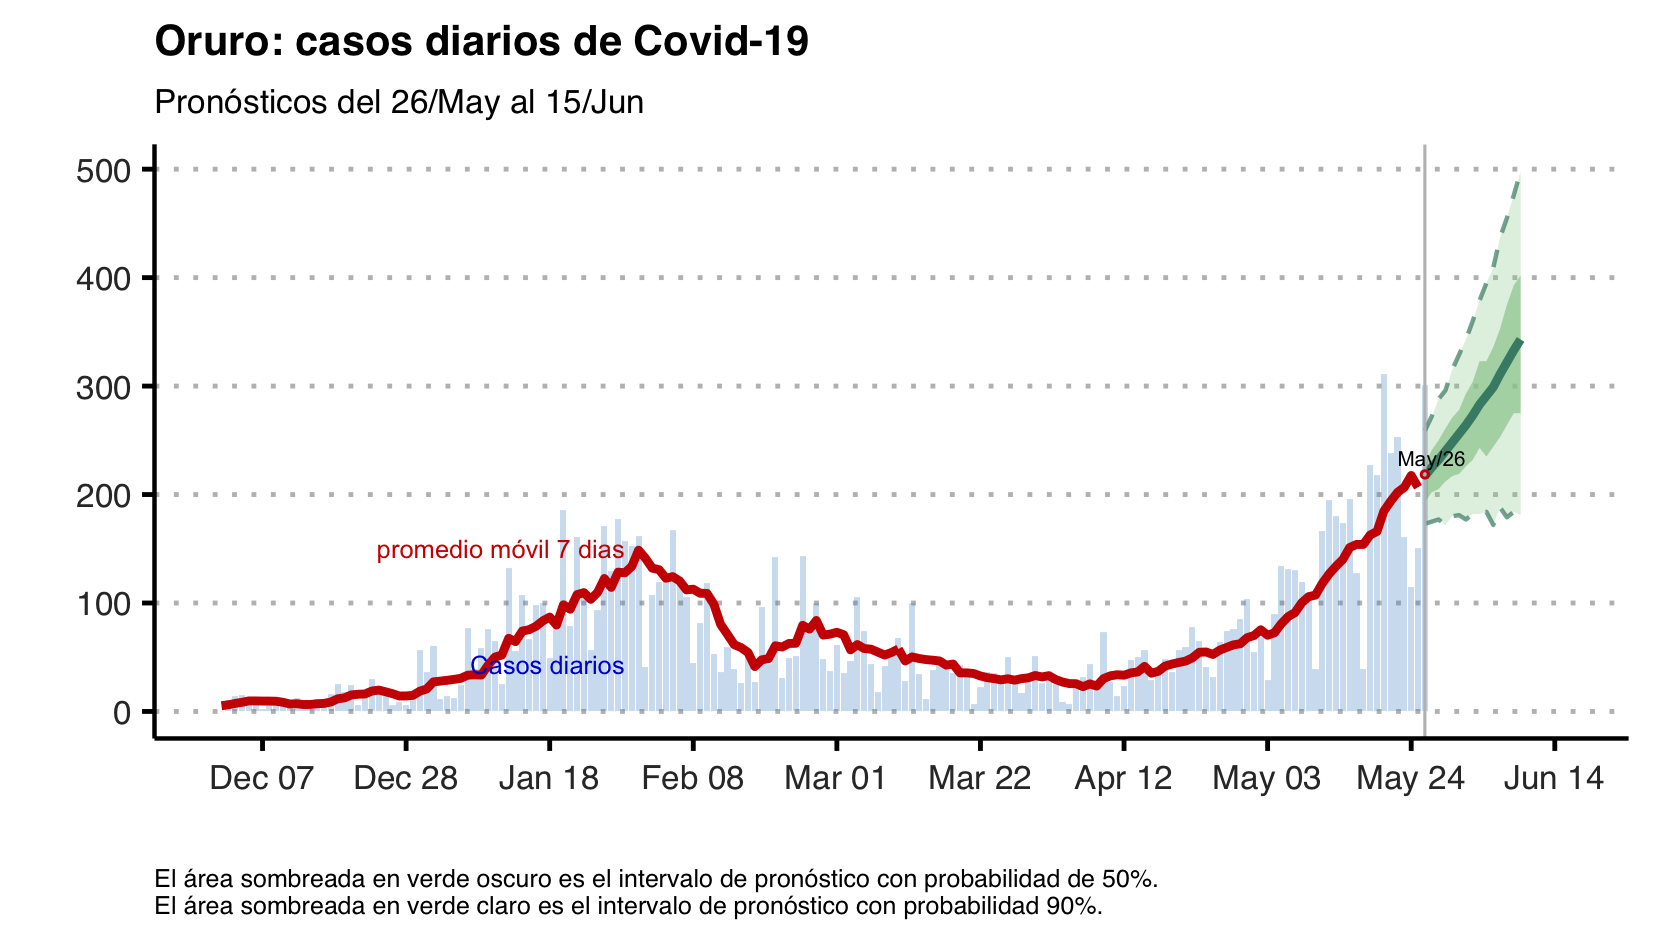 Oruro: casos diarios de Covid-19
Pronósticos del 26/May al 15/Jun
500
400
300
200
100
0
May/26
promedio móvil 7 dias
Casos diarios
Dec 07 Dec 28 Jan 18 Feb 08 Mar 01 Mar 22 Apr 12 May 03 May 24 Jun 14
El área sombreada en verde oscuro es el intervalo de pronóstico con probabilidad de 50%.
El área sombreada en verde claro es el intervalo de pronóstico con probabilidad 90%.